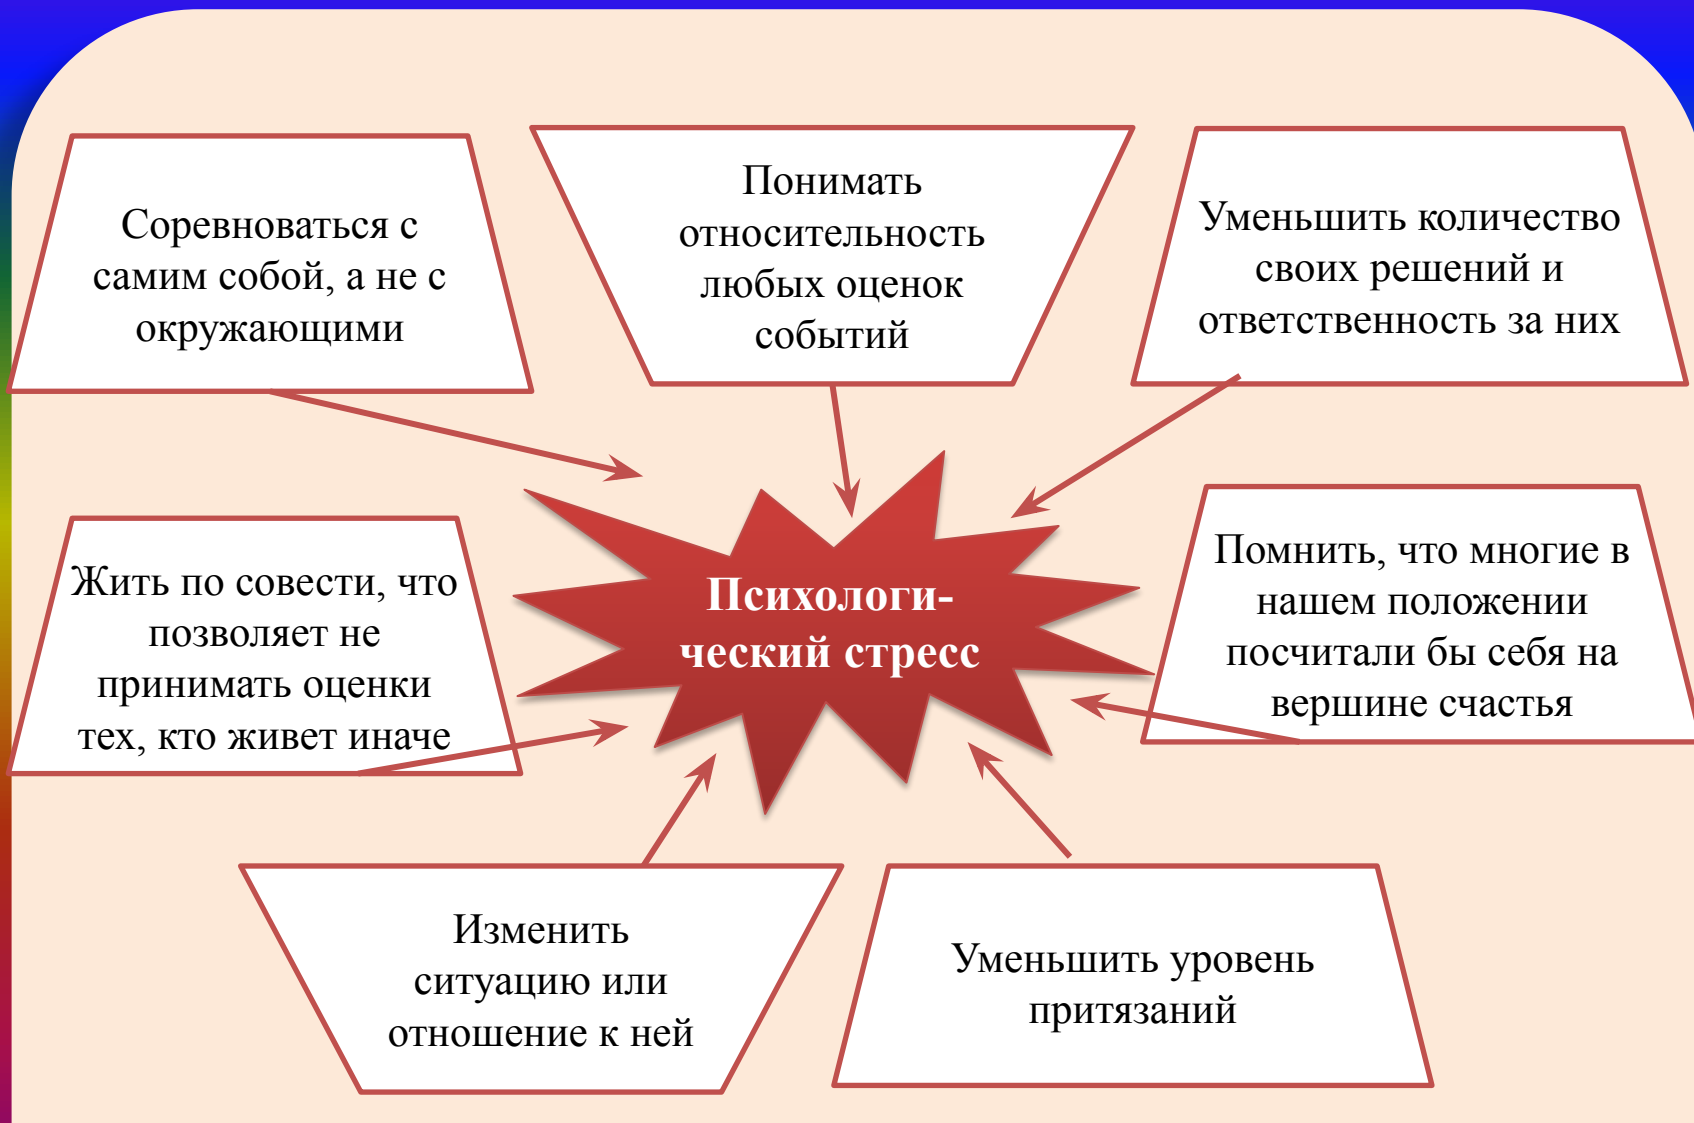 Соревноваться с
самим собой, а не с
окружающими
Понимать
относительность
любых оценок
событий
Уменьшить количество
своих решений и
ответственность за них
Жить по совести, что
позволяет не
принимать оценки
тех, кто живет иначе
Психологи-
ческий стресс
Помнить, что многие в
нашем положении
посчитали бы себя на
вершине счастья
Изменить
ситуацию или
отношение к ней
Уменьшить уровень
притязаний